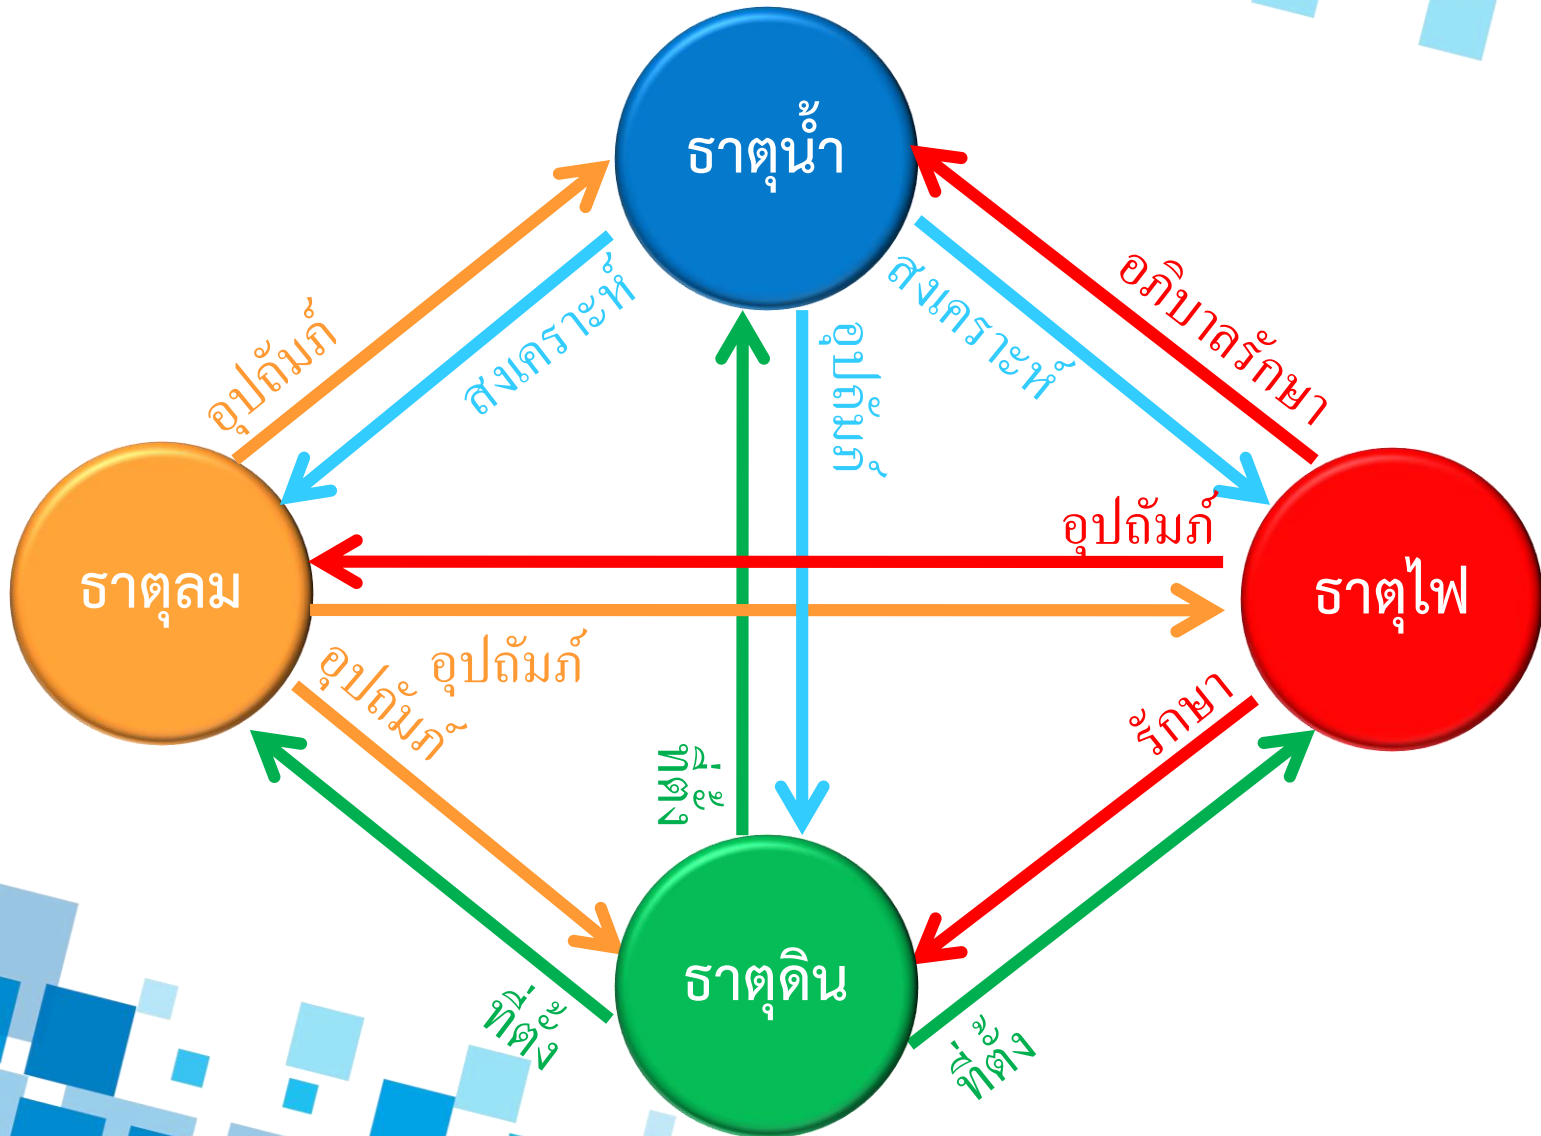 ธาตุน้ำ
อุปถัมภ์
สงเคราะห์
อุปถัมภ์
สงเคราะห์
อภิบาลรักษา
ธาตุลม
อุปถัมภ์
ธาตุไฟ
อุปถัมภ์
อุปถัมภ์
ที่ตั้ง
รักษา
ธาตุดิน
ที่ตั้ง
ที่ตั้ง